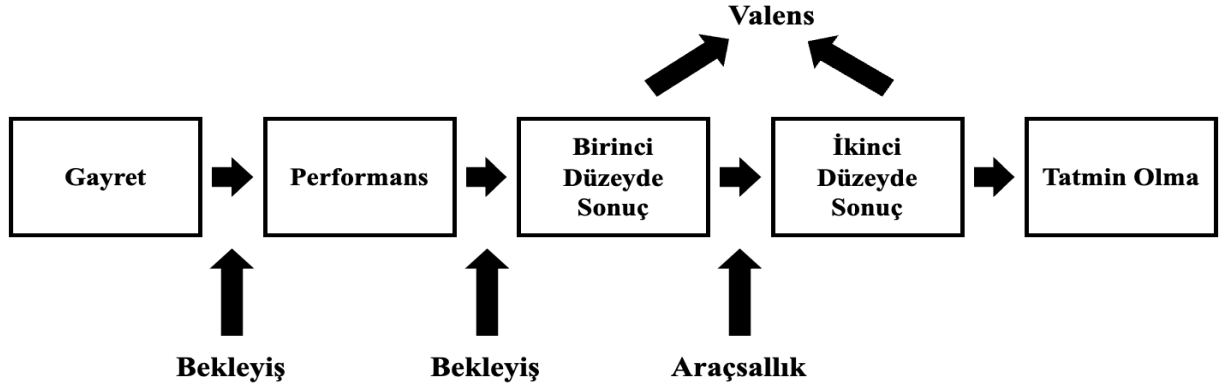 Valens
Gayret
Performans
Birinci
Düzeyde
Sonuç
İkinci
Düzeyde
Sonuç
Tatmin Olma
Bekleyiş
Bekleyiş
Araçsallık